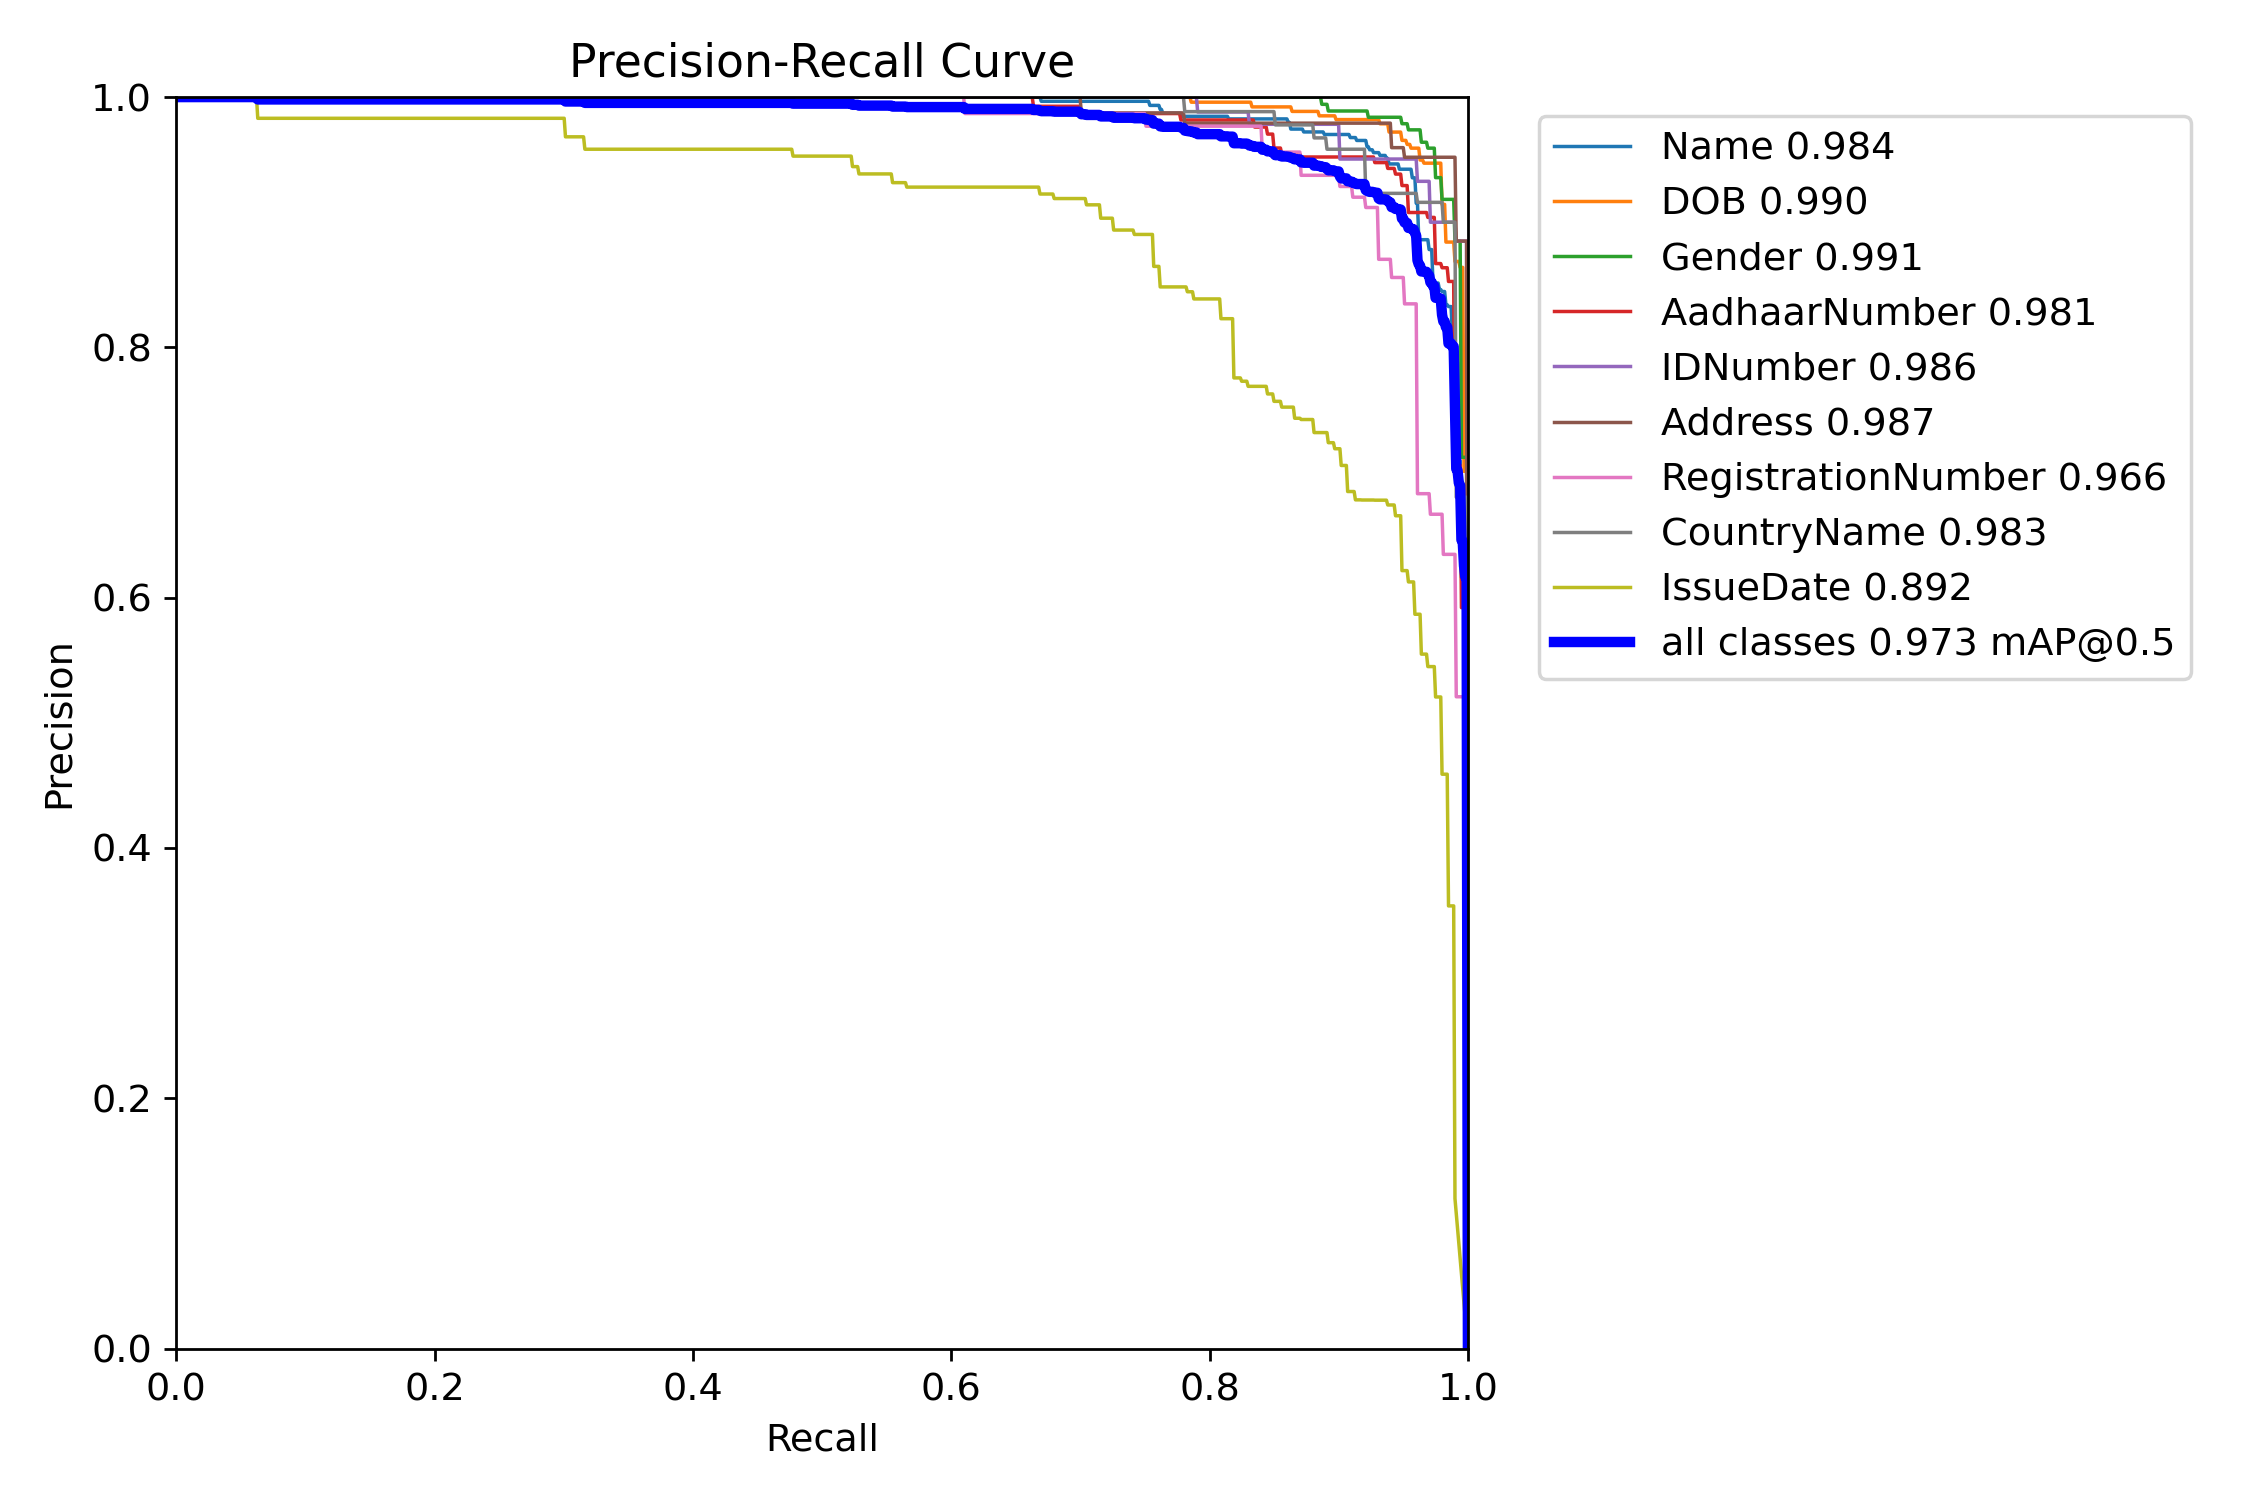 Precision-Recall Curve
1.0
0.8
0.6
0.4
0.2
0.0
Precision
0.0 0.2 0.4 0.6 0.8 1.0
Recall
Name 0.984
DOB 0.990
Gender 0.991
AadhaarNumber 0.981
IDNumber 0.986
Address 0.987
RegistrationNumber 0.966
CountryName 0.983
IssueDate 0.892
all classes 0.973 mAP@0.5